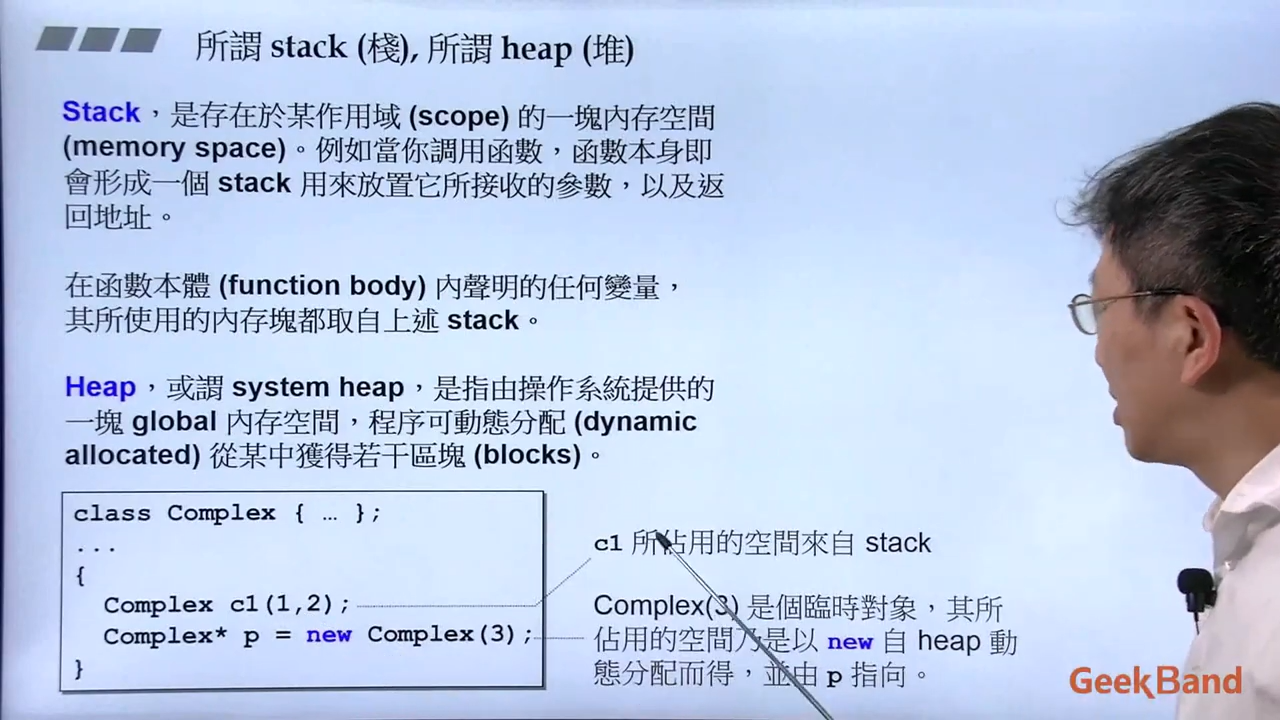 所謂 stack (棧), 所謂 heap (堆)
Stack，是存在於某作用域 (scope) 的一塊內存空間
(memory space)。例如當你調用函數，函數本身即
會形成一個 stack 用來放置它所接收的參數，以及返
回地址。
在函數本體 (function body) 內聲明的任何變量，
其所使用的內存塊都取自上述 stack。
Heap，或謂 system heap，是指由操作系統提供的
一塊 global 內存空間，程序可動態分配 (dynamic
allocated) 從某中獲得若干區塊 (blocks)。
class Complex { … };
...
{
Complex c1(1,2);
Complex* p = new Complex(3);
}
c1 所佔用的空間來自 stack
Complex(3) 是個臨時對象，其所
佔用的空間乃是以 new 自 heap 動
態分配而得，並由 p 指向。
GeekBand